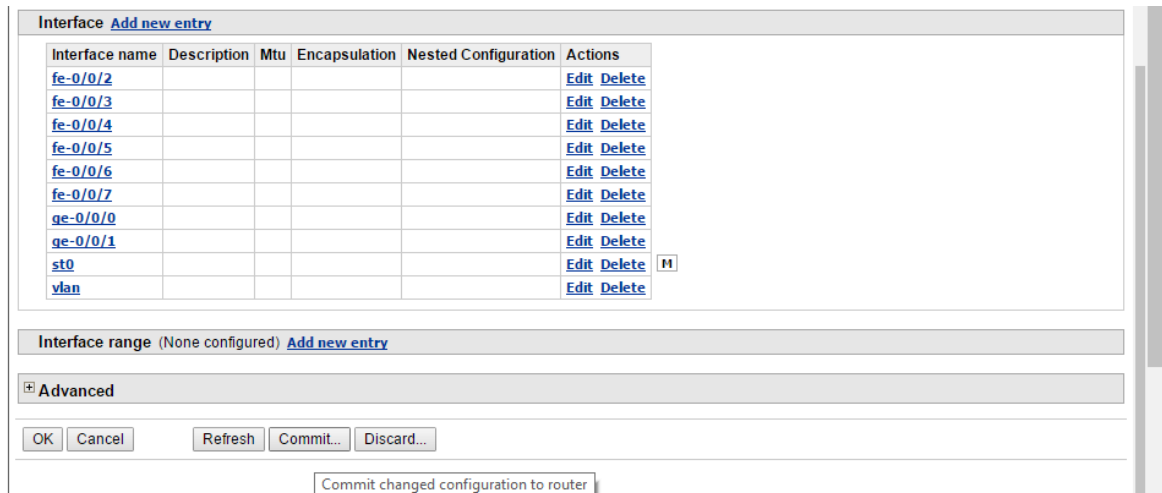 Interface Add new entry
Interface name Description Mtu Encapsulation Nested Configuration Actions
fe-0/0/2 Edit Delete
fe-0/0/3 Edit Delete
fe-0/0/4 Edit Delete
fe-0/0/5 Edit Delete
fe-0/0/6 Edit Delete
fe-0/0/7 Edit Delete
ge-0/0/0 Edit Delete
ge-0/0/1 Edit Delete
st0 Edit Delete M
vlan Edit Delete
Interface range (None configured) Add new entry
Advanced
OK Cancel Refresh Commit... Discard...
Commit changed configuration to router